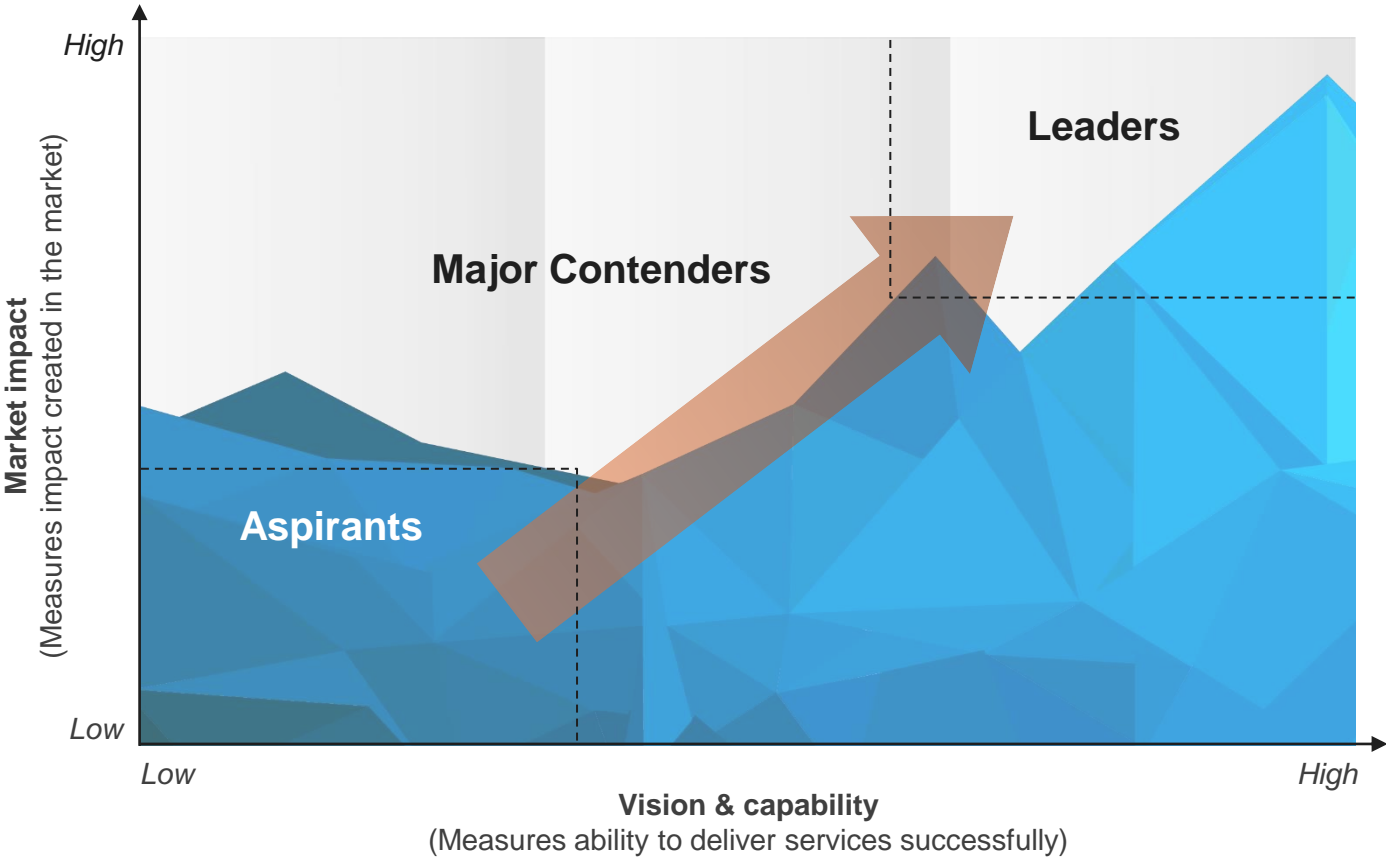 High
Leaders
Major Contenders
Market impact
(Measures impact created in the market)
Aspirants
Low
Low
High
Vision & capability
(Measures ability to deliver services successfully)